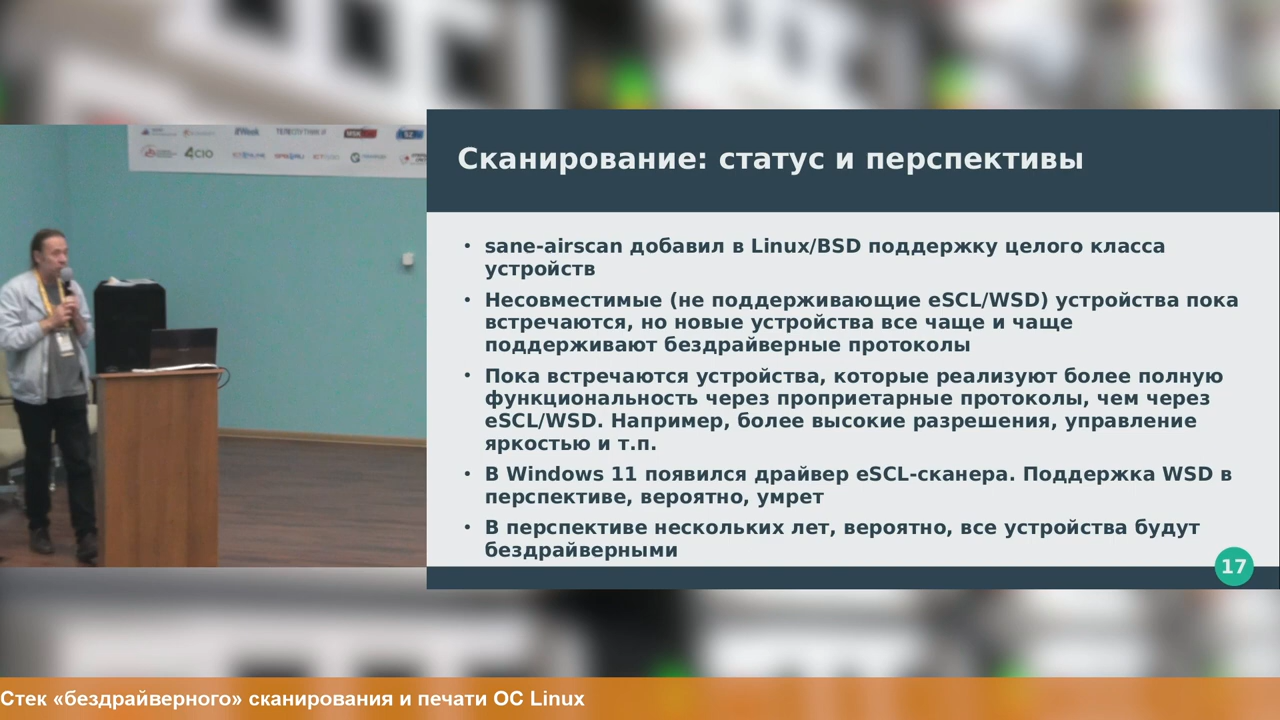 ITWeek ТЕЛЕСПУТНИК
4CIO
Сканирование: статус и перспективы
• sane-airscan добавил в Linux/BSD поддержку целого класса
устройств
• Несовместимые (не поддерживающие eSCL/WSD) устройства пока
встречаются, но новые устройства все чаще и чаще
поддерживают бездрайверные протоколы
• Пока встречаются устройства, которые реализуют более полную
функциональность через проприетарные протоколы, чем через
eSCL/WSD. Например, более высокие разрешения, управление
яркостью и т.п.
• В Windows 11 появился драйвер eSCL-сканера. Поддержка WSD в
перспективе, вероятно, умрет
• В перспективе нескольких лет, вероятно, все устройства будут
бездрайверными
17
Стек «бездрайверного» сканирования и печати ОС Linux